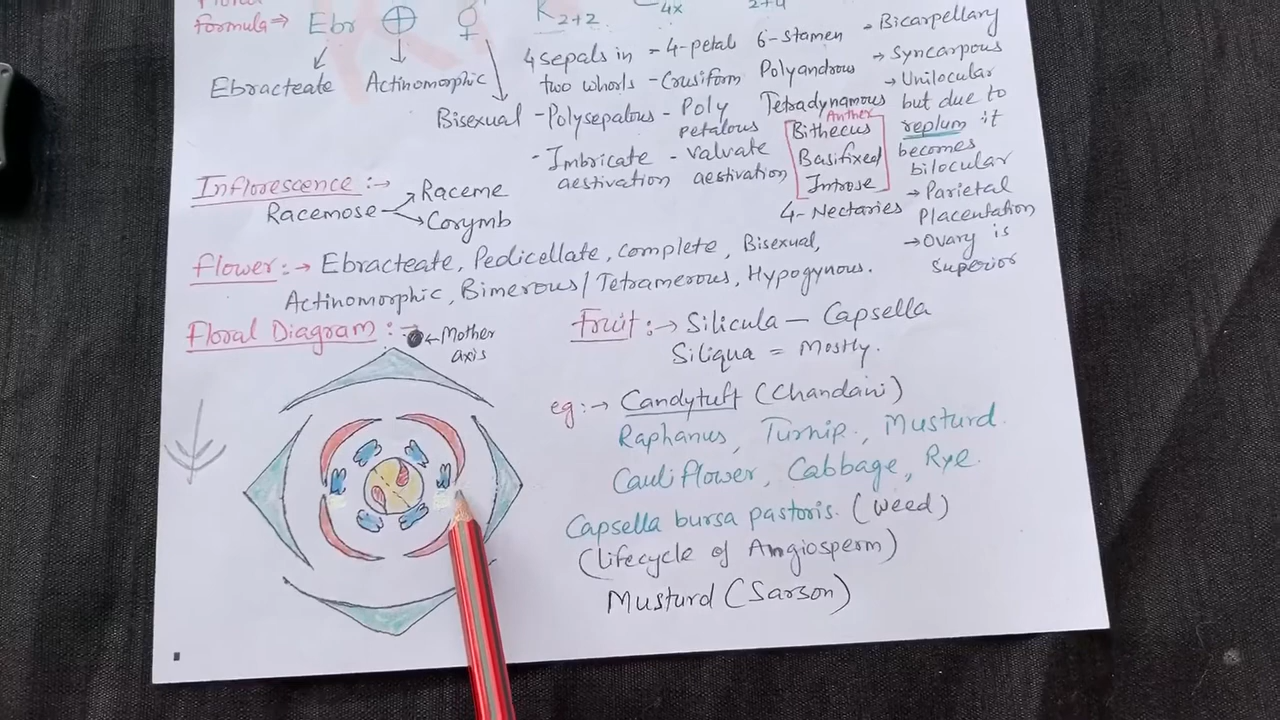 Formula⇒ Ebr ⊕ ⚥ K2+2 C4x 2+4
Ebracteate Actinomorphic
Bisexual
4 sepals in
two whorls
-Polysepalous
- Imbricate
aestivation
- 4-petal
- Crusiform
- Poly
petalous
- valvate
aestivation
6-stamen
Polyandrous
Tetradynamous
Anther
Bithecus
Basifixed
Introse
4-Nectaries
→ Bicarpellary
→ Syncarpous
→ Unilocular
but due to
replum it
becomes
bilocular
→ Parietal
Placentation
→ Ovary is
Superior
Inflorescence :→
Racemose → Raceme
→ Corymb
Flower:→ Ebracteate, Pedicellate, complete, Bisexual,
Actinomorphic, Bimerous/Tetramerous, Hypogynous.
Floral Diagram:→
← Mother
axis
Fruit:→ Silicula — Capsella
Siliqua = Mostly.
eg:→ Candytuft (Chandani)
Raphanus, Turnip., Musturd.
Cauliflower, Cabbage, Rye.
Capsella bursa pastoris. (weed)
(lifecycle of Angiosperm)
Musturd (Sarson)